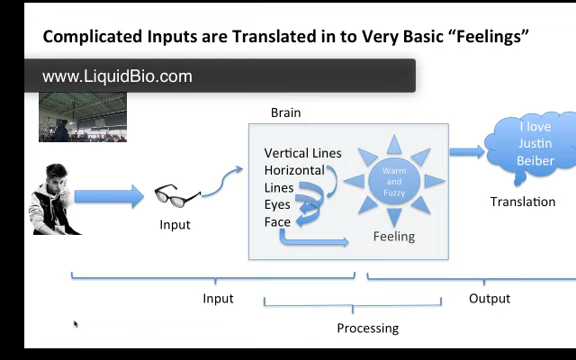 Complicated Inputs are Translated in to Very Basic “Feelings”
www.LiquidBio.com
Brain
Vertical Lines
Horizontal
Lines
Eyes
Face
Warm
and
Fuzzy
Feeling
I love
Justin
Beiber
Translation
Input
Input
Output
Processing